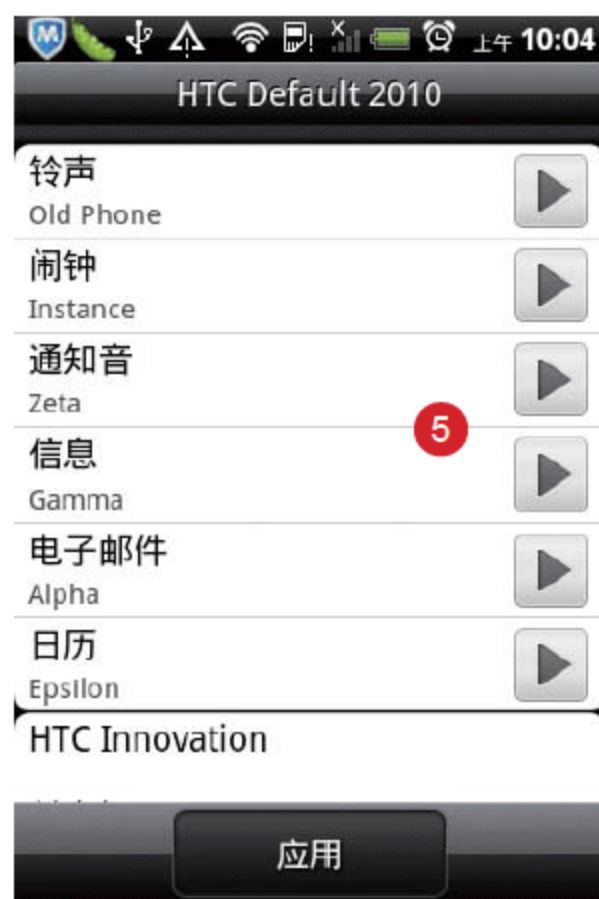 上午 10:04
HTC Default 2010
铃声
Old Phone
闹钟
Instance
通知音
Zeta
5
信息
Gamma
电子邮件
Alpha
日历
Epsilon
HTC Innovation
应用